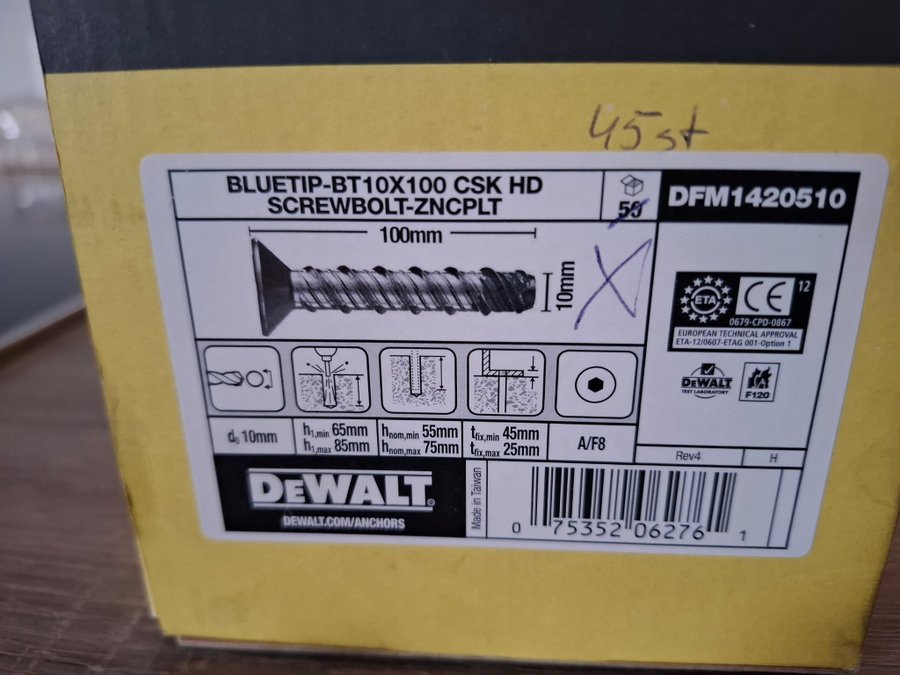 45st
BLUETIP-BT10X100 CSK HD
SCREWBOLT-ZNCPLT
50
DFM1420510
100mm
10mm
ETA
CE
12
0679-CPD-0867
EUROPEAN TECHNICAL APPROVAL
ETA-12/0607-ETAG 001-Option 1
DEWALT
TEST LABORATORY
F120
d₀ 10mm
h1,min 65mm
h1,max 85mm
hnom,min 55mm
hnom,max 75mm
tfix,min 45mm
tfix,max 25mm
A/F8
Rev4
H
DEWALT®
DEWALT.COM/ANCHORS
Made in Taiwan
0 75352 06276 1